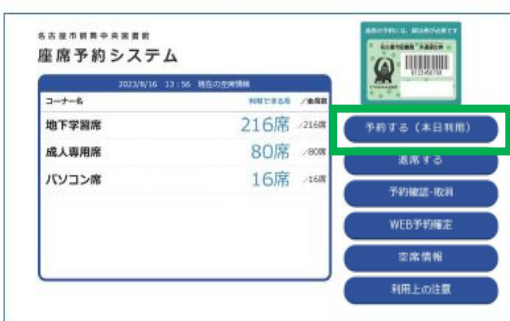 名古屋市鶴舞中央図書館
座席予約システム
2023/8/16 13:56 現在の空席情報
コーナー名 利用できる席 /全席数
地下学習席 216席 /216席
成人専用席 80席 /80席
パソコン席 16席 /16席
予約する（本日利用）
退席する
予約確認・取消
WEB予約確定
空席情報
利用上の注意